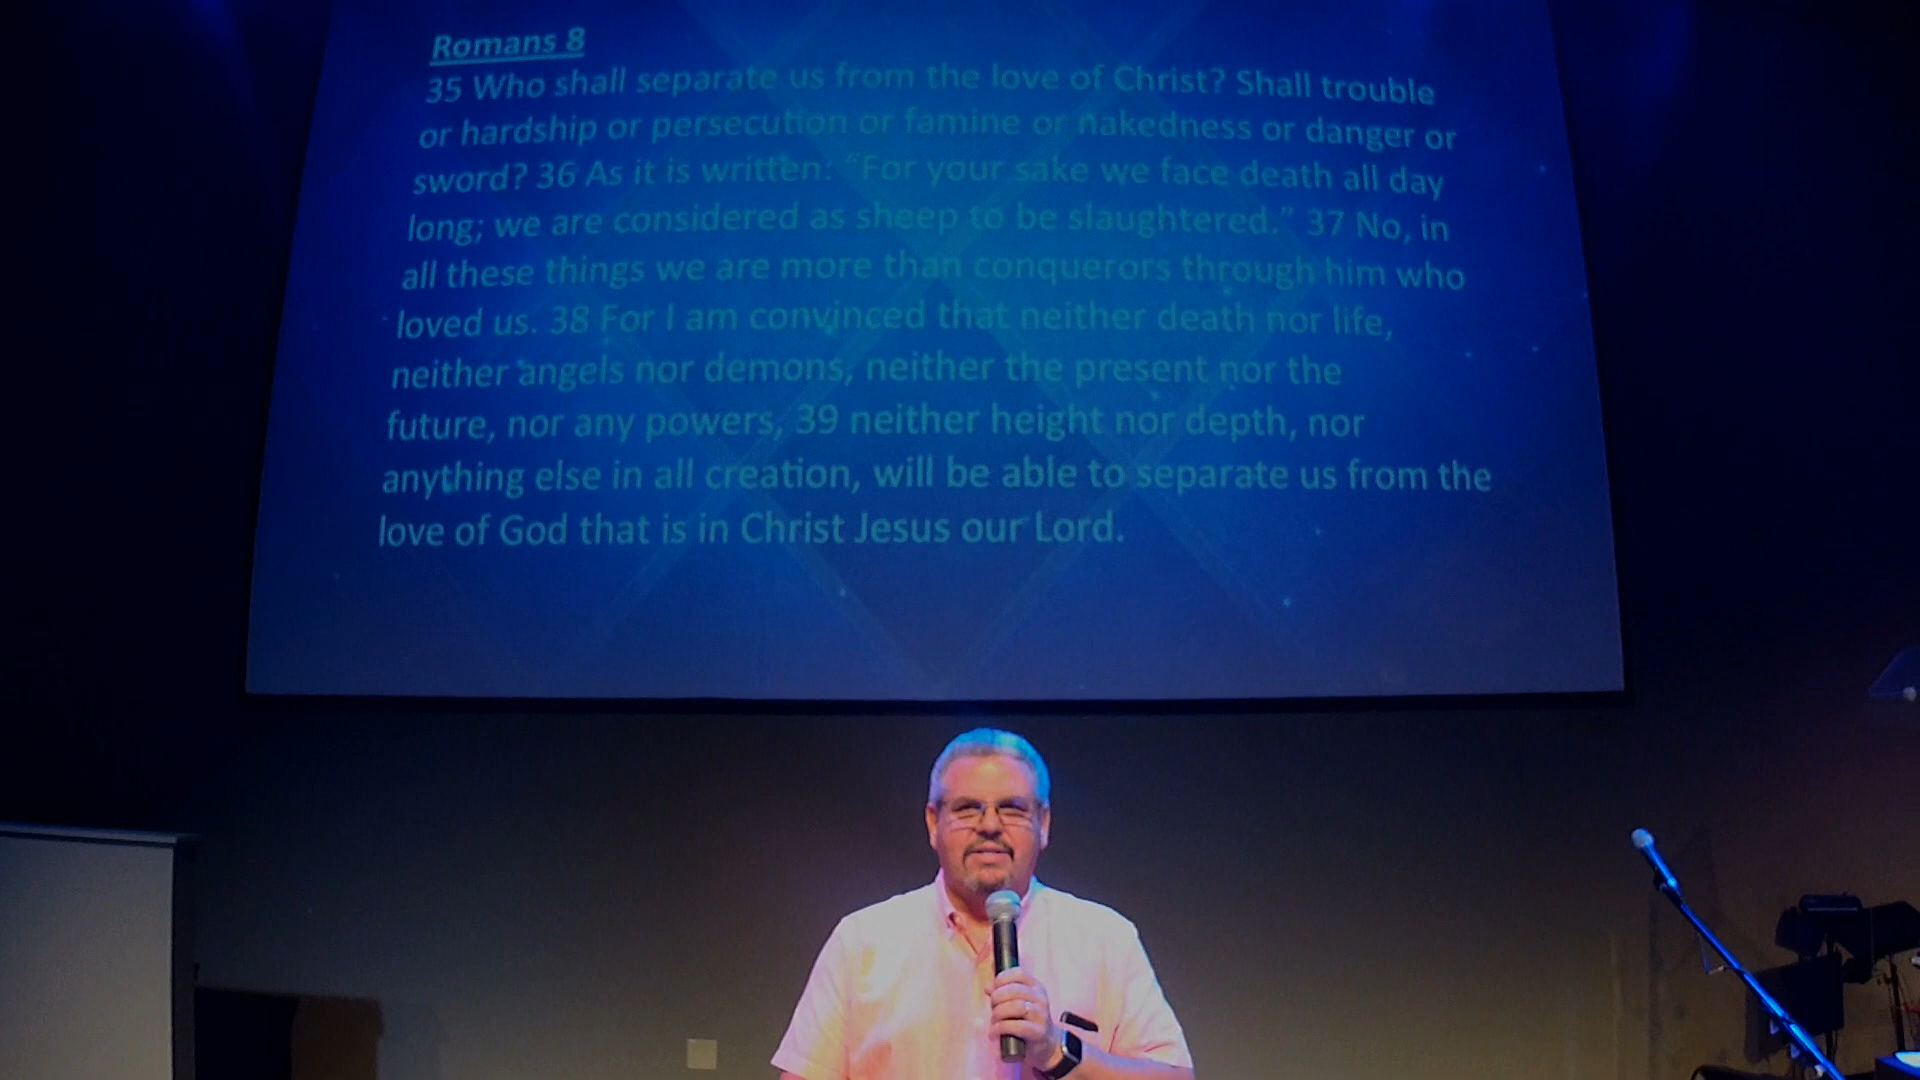 Romans 8
35 Who shall separate us from the love of Christ? Shall trouble
or hardship or persecution or famine or nakedness or danger or
sword? 36 As it is written: “For your sake we face death all day
long; we are considered as sheep to be slaughtered.” 37 No, in
all these things we are more than conquerors through him who
loved us. 38 For I am convinced that neither death nor life,
neither angels nor demons, neither the present nor the
future, nor any powers, 39 neither height nor depth, nor
anything else in all creation, will be able to separate us from the
love of God that is in Christ Jesus our Lord.